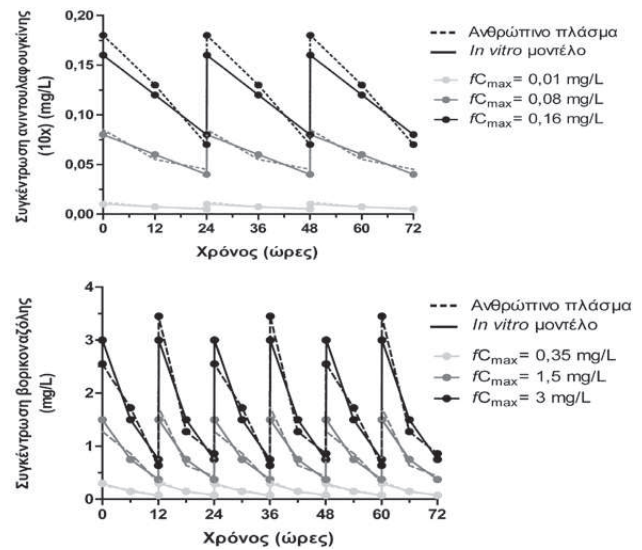 Συγκέντρωση ανιντουλαφουγκίνης
(10x) (mg/L)
0,20
0,15
0,10
0,05
0,00
0 12 24 36 48 60 72
Χρόνος (ώρες)
Ανθρώπινο πλάσμα
In vitro μοντέλο
fCmax= 0,01 mg/L
fCmax= 0,08 mg/L
fCmax= 0,16 mg/L
Συγκέντρωση βορικοναζόλης
(mg/L)
4
3
2
1
0
0 12 24 36 48 60 72
Χρόνος (ώρες)
Ανθρώπινο πλάσμα
In vitro μοντέλο
fCmax= 0,35 mg/L
fCmax= 1,5 mg/L
fCmax= 3 mg/L